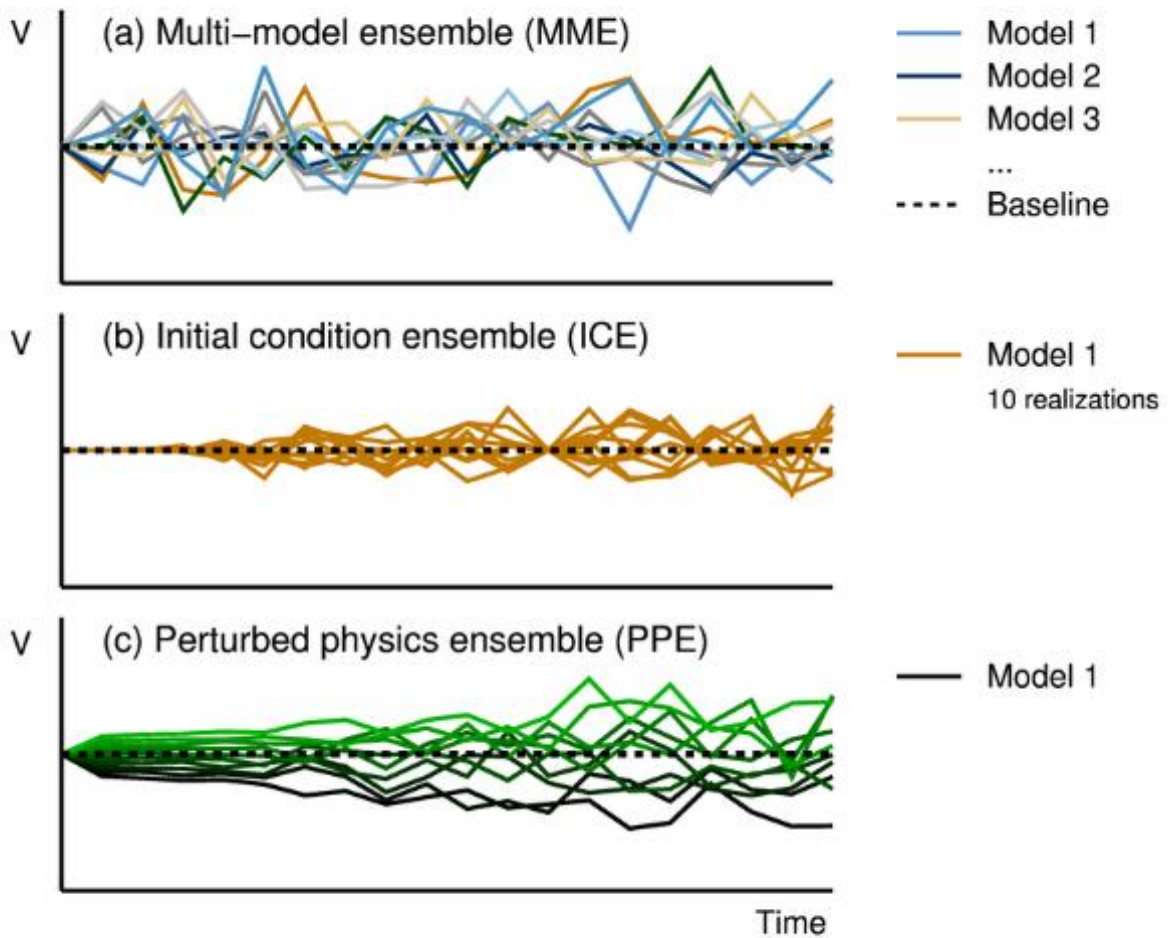 V
(a) Multi−model ensemble (MME)
Model 1
Model 2
Model 3
...
Baseline
V
(b) Initial condition ensemble (ICE)
Model 1
10 realizations
V
(c) Perturbed physics ensemble (PPE)
Model 1
Time